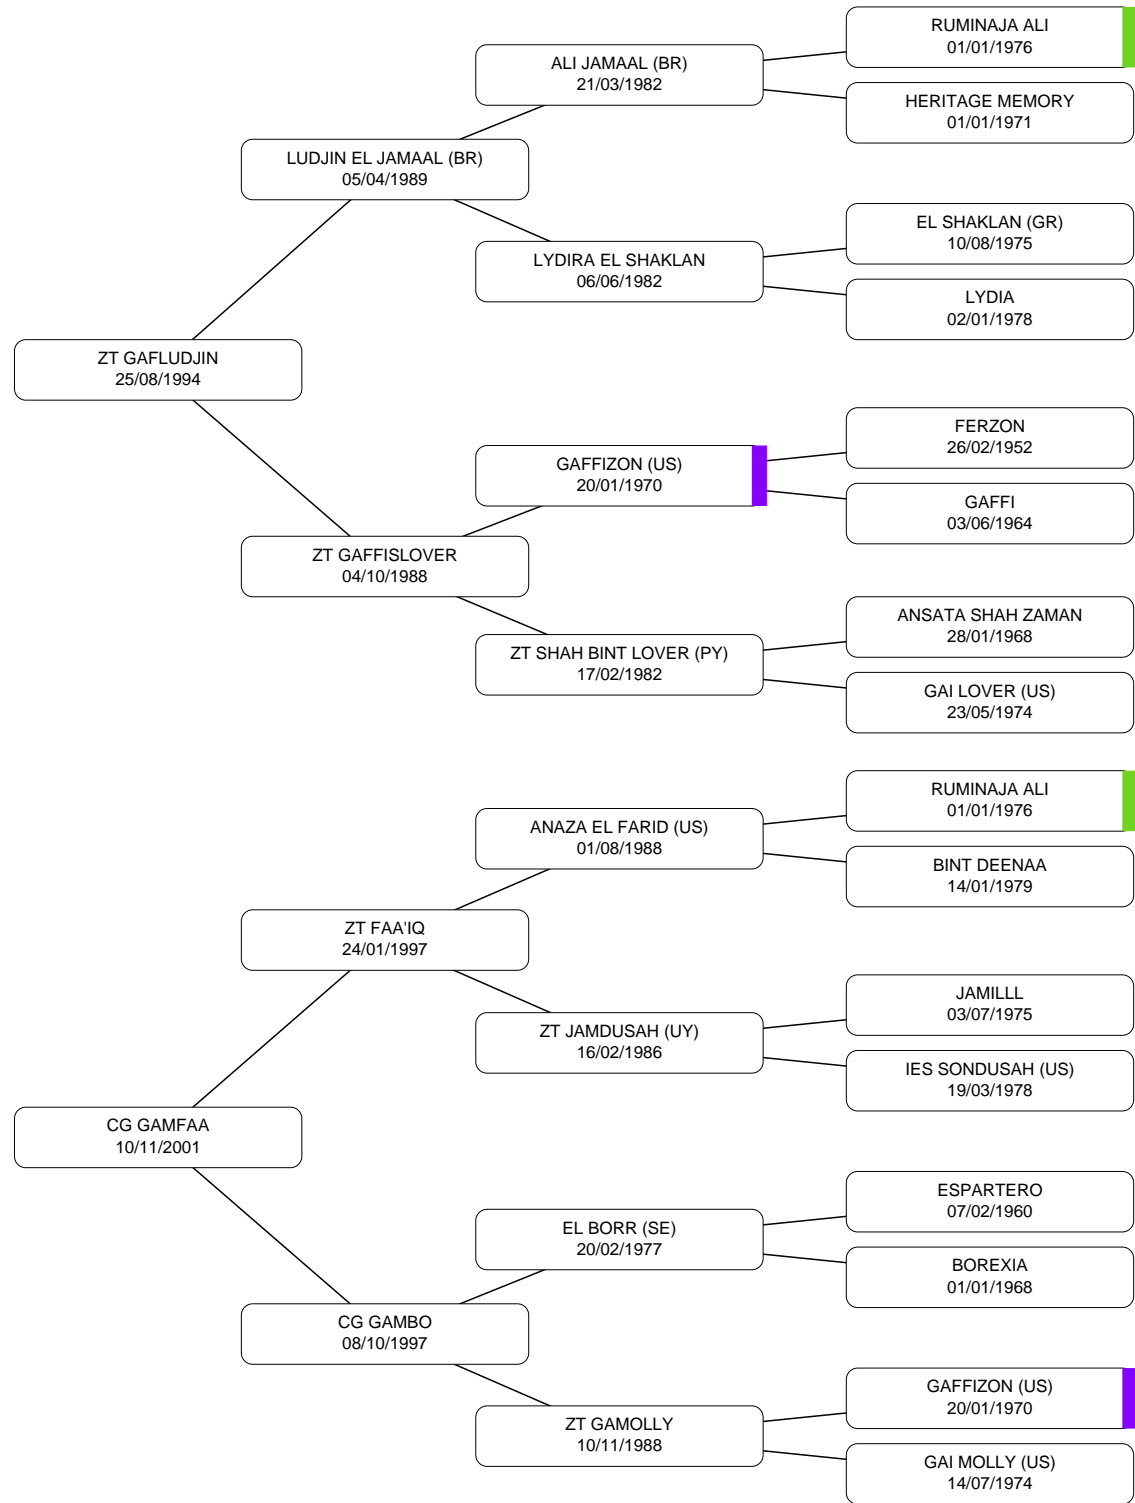 RUMINAJA ALI
01/01/1976
ALI JAMAAL (BR)
21/03/1982
HERITAGE MEMORY
01/01/1971
LUDJIN EL JAMAAL (BR)
05/04/1989
EL SHAKLAN (GR)
10/08/1975
LYDIRA EL SHAKLAN
06/06/1982
LYDIA
02/01/1978
ZT GAFLUDJIN
25/08/1994
FERZON
26/02/1952
GAFFIZON (US)
20/01/1970
GAFFI
03/06/1964
ZT GAFFISLOVER
04/10/1988
ANSATA SHAH ZAMAN
28/01/1968
ZT SHAH BINT LOVER (PY)
17/02/1982
GAI LOVER (US)
23/05/1974
RUMINAJA ALI
01/01/1976
ANAZA EL FARID (US)
01/08/1988
BINT DEENAA
14/01/1979
ZT FAA'IQ
24/01/1997
JAMILLL
03/07/1975
ZT JAMDUSAH (UY)
16/02/1986
IES SONDUSAH (US)
19/03/1978
CG GAMFAA
10/11/2001
ESPARTERO
07/02/1960
EL BORR (SE)
20/02/1977
BOREXIA
01/01/1968
CG GAMBO
08/10/1997
GAFFIZON (US)
20/01/1970
ZT GAMOLLY
10/11/1988
GAI MOLLY (US)
14/07/1974